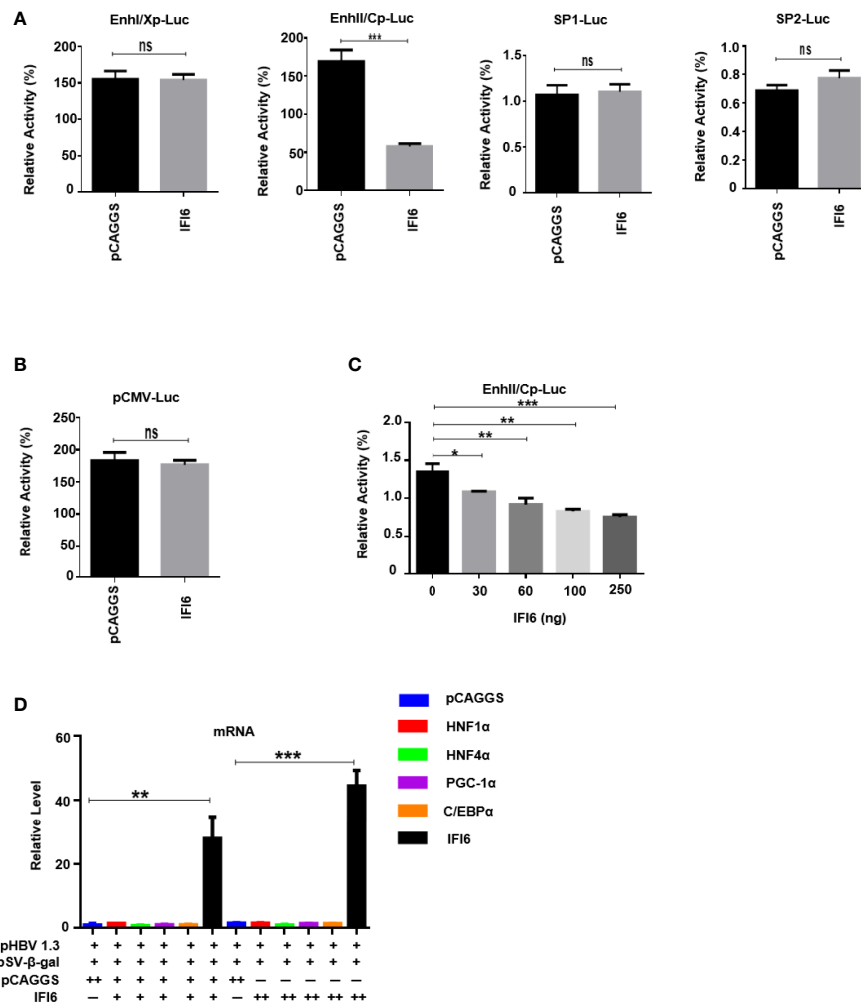 A
EnhI/Xp-Luc
EnhII/Cp-Luc
SP1-Luc
SP2-Luc
Relative Activity (%)
200
150
100
50
0
ns
pCAGGS
IFI6
Relative Activity (%)
200
150
100
50
0
***
pCAGGS
IFI6
Relative Activity (%)
1.5
1.0
0.5
0
ns
pCAGGS
IFI6
Relative Activity (%)
1.0
0.8
0.6
0.4
0.2
0
ns
pCAGGS
IFI6
B
pCMV-Luc
Relative Activity (%)
250
200
150
100
50
0
ns
pCAGGS
IFI6
C
EnhII/Cp-Luc
Relative Activity (%)
2.0
1.5
1.0
0.5
0
***
**
**
*
0 30 60 100 250
IFI6 (ng)
D
mRNA
Relative Level
60
40
20
0
**
***
pCAGGS
HNF1α
HNF4α
PGC-1α
C/EBPα
IFI6
pHBV 1.3 + + + + + + + + + + + +
pSV-β-gal + + + + + + + + + + + +
pCAGGS ++ + + + + + ++ — — — — —
IFI6 — + + + + + — ++ ++ ++ ++ ++